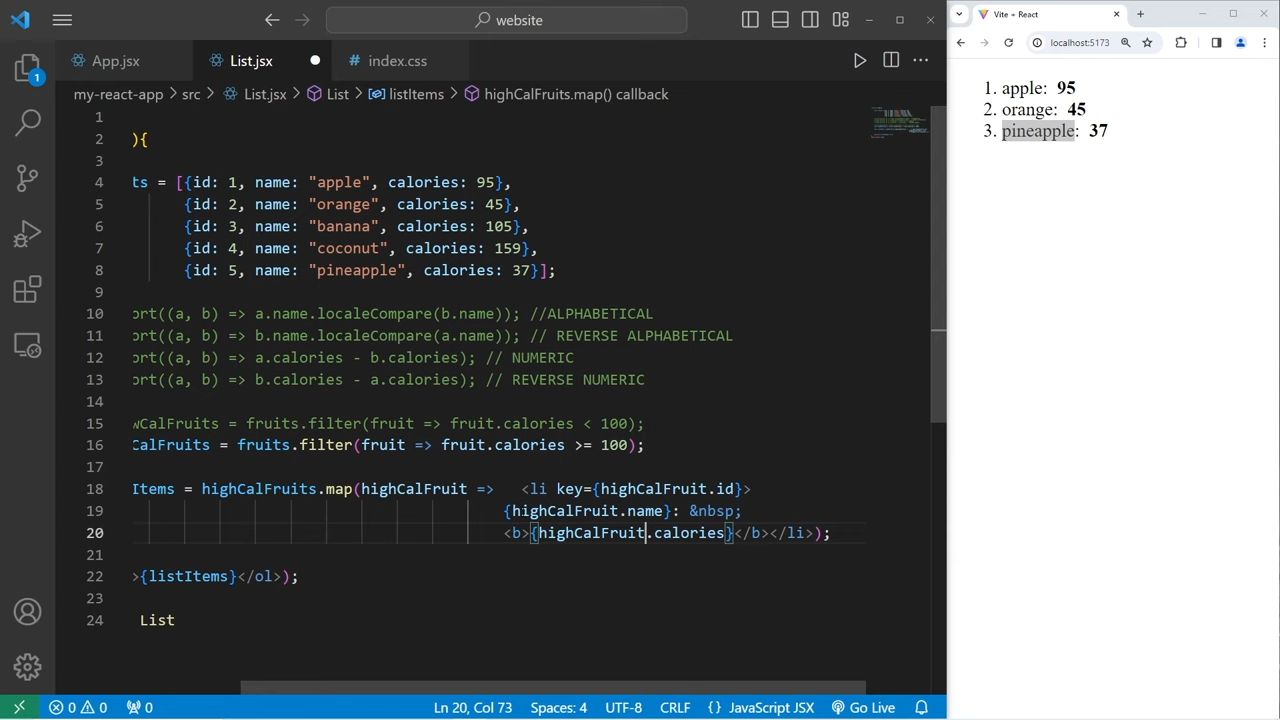 website
App.jsx
List.jsx
index.css
my-react-app > src > List.jsx > List > listItems > highCalFruits.map() callback
1
2 ){
3
4 ts = [{id: 1, name: "apple", calories: 95},
5 {id: 2, name: "orange", calories: 45},
6 {id: 3, name: "banana", calories: 105},
7 {id: 4, name: "coconut", calories: 159},
8 {id: 5, name: "pineapple", calories: 37}];
9
10 ort((a, b) => a.name.localeCompare(b.name)); //ALPHABETICAL
11 ort((a, b) => b.name.localeCompare(a.name)); // REVERSE ALPHABETICAL
12 ort((a, b) => a.calories - b.calories); // NUMERIC
13 ort((a, b) => b.calories - a.calories); // REVERSE NUMERIC
14
15 wCalFruits = fruits.filter(fruit => fruit.calories < 100);
16 CalFruits = fruits.filter(fruit => fruit.calories >= 100);
17
18 Items = highCalFruits.map(highCalFruit => <li key={highCalFruit.id}>
19 {highCalFruit.name}: &nbsp;
20 <b>{highCalFruit.calories}</b></li>);
21
22 >{listItems}</ol>);
23
24 List
1
0 0 0 Ln 20, Col 73 Spaces: 4 UTF-8 CRLF {} JavaScript JSX Go Live
Vite + React
localhost:5173
1. apple: 95
2. orange: 45
3. pineapple: 37